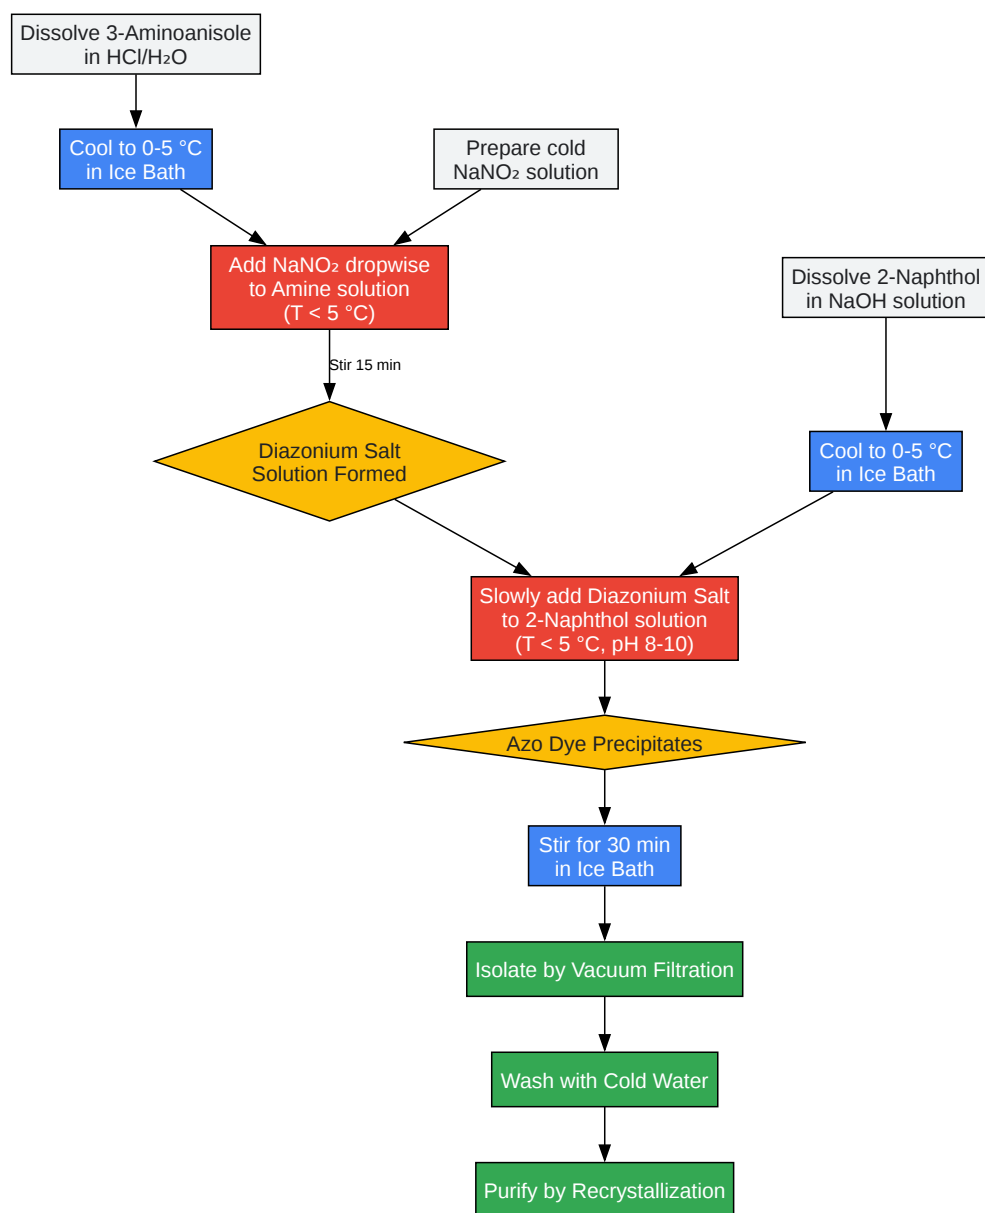 Dissolve 3-Aminoanisole
in HCl/H₂O
Cool to 0-5 °C
in Ice Bath
Prepare cold
NaNO₂ solution
Add NaNO₂ dropwise
to Amine solution
(T < 5 °C)
Dissolve 2-Naphthol
in NaOH solution
Stir 15 min
Diazonium Salt
Solution Formed
Cool to 0-5 °C
in Ice Bath
Slowly add Diazonium Salt
to 2-Naphthol solution
(T < 5 °C, pH 8-10)
Azo Dye Precipitates
Stir for 30 min
in Ice Bath
Isolate by Vacuum Filtration
Wash with Cold Water
Purify by Recrystallization